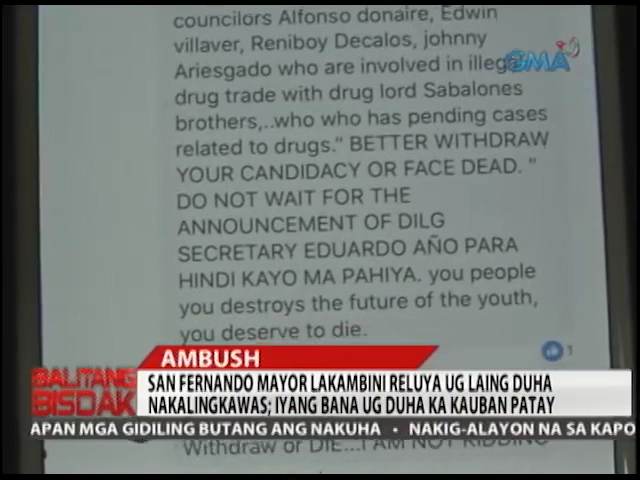 councilors Alfonso donaire, Edwin
villaver, Reniboy Decalos, johnny
Ariesgado who are involved in illegal
drug trade with drug lord Sabalones
brothers,..who who has pending cases
related to drugs." BETTER WITHDRAW
YOUR CANDIDACY OR FACE DEAD. "
DO NOT WAIT FOR THE
ANNOUNCEMENT OF DILG
SECRETARY EDUARDO AÑO PARA
HINDI KAYO MA PAHIYA. you people
you destroys the future of the youth,
you deserve to die.
1
GMA
AMBUSH
BALITANG
BISDAK
SAN FERNANDO MAYOR LAKAMBINI RELUYA UG LAING DUHA
NAKALINGKAWAS; IYANG BANA UG DUHA KA KAUBAN PATAY
APAN MGA GIDILING BUTANG ANG NAKUHA • NAKIG-ALAYON NA SA KAPO
Withdraw or DIE...I AM NOT KIDDING